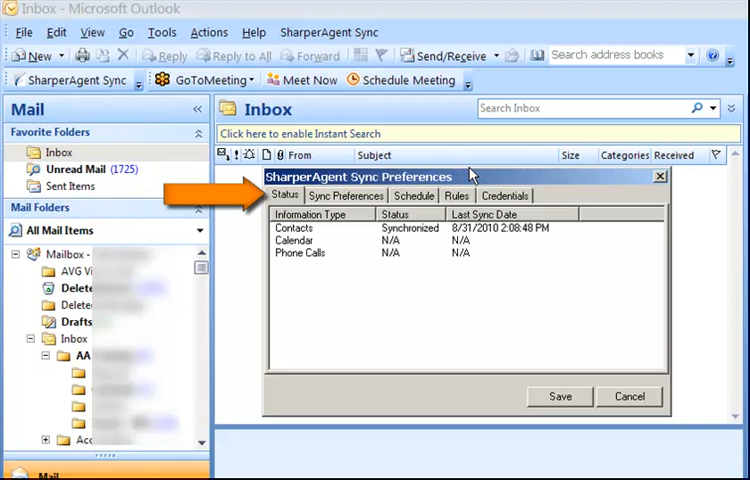 Inbox - Microsoft Outlook
File Edit View Go Tools Actions Help SharperAgent Sync
New Reply Reply to All Forward Send/Receive Search address books
SharperAgent Sync GoToMeeting Meet Now Schedule Meeting
Mail
Favorite Folders
Inbox
Unread Mail (1725)
Sent Items
Mail Folders
All Mail Items
Mailbox -
AVG Vi
Delete
Deleted
Drafts
Inbox
AA
Acc
Mail
Inbox
Search Inbox
Click here to enable Instant Search
! From Subject Size Categories Received
SharperAgent Sync Preferences
Status Sync Preferences Schedule Rules Credentials
Information Type Status Last Sync Date
Contacts Synchronized 8/31/2010 2:08:48 PM
Calendar N/A N/A
Phone Calls N/A N/A
Save Cancel